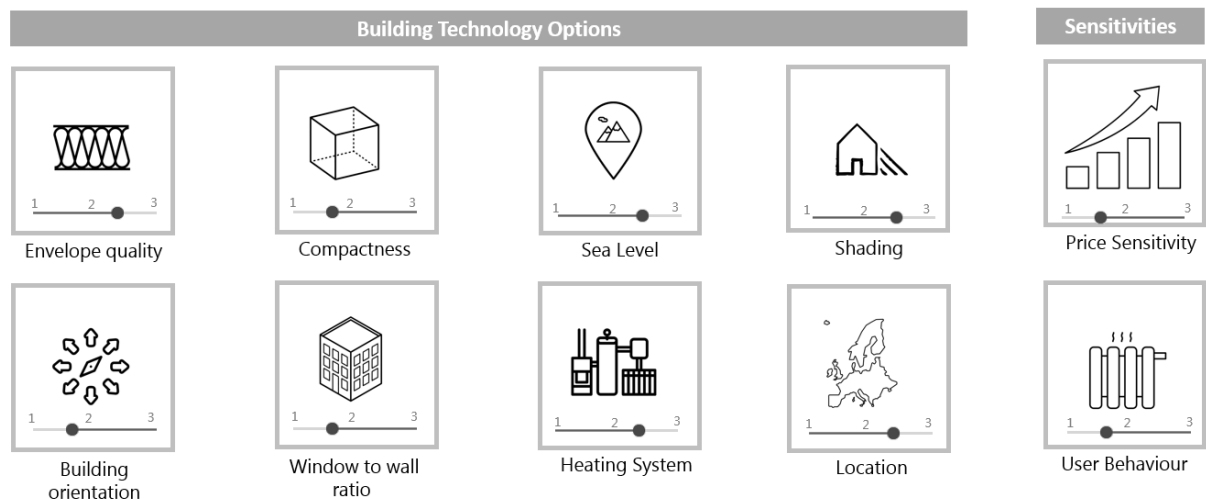 Building Technology Options
Sensitivities
1 2 3
Envelope quality
1 2 3
Compactness
1 2 3
Sea Level
1 2 3
Shading
1 2 3
Price Sensitivity
1 2 3
Building
orientation
1 2 3
Window to wall
ratio
1 2 3
Heating System
1 2 3
Location
1 2 3
User Behaviour